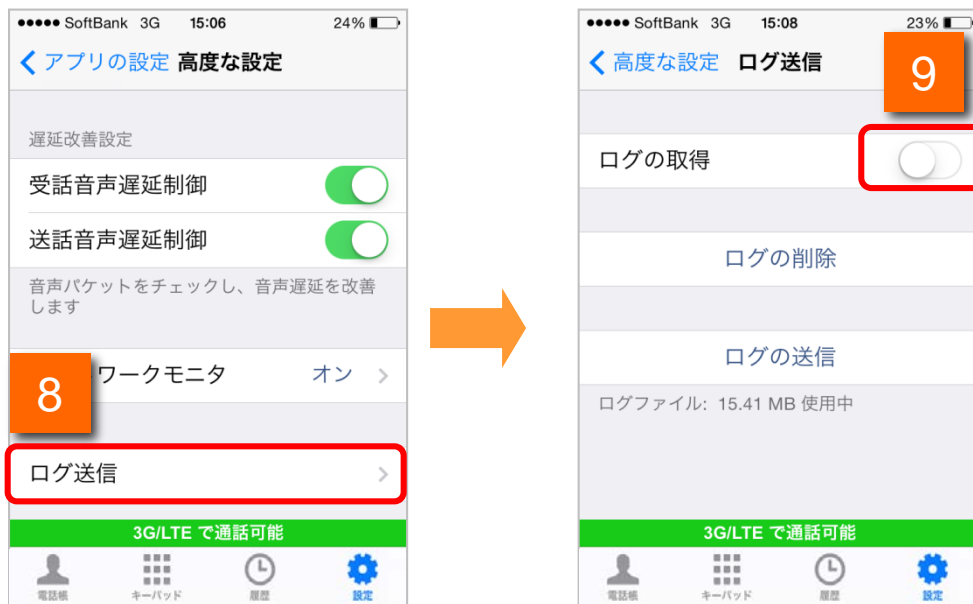 SoftBank 3G 15:06 24%
アプリの設定 高度な設定
遅延改善設定
受話音声遅延制御
送話音声遅延制御
音声パケットをチェックし、音声遅延を改善
します
8
ワークモニタ オン
ログ送信
3G/LTE で通話可能
電話帳 キーパッド 履歴 設定
SoftBank 3G 15:08 23%
高度な設定 ログ送信
9
ログの取得
ログの削除
ログの送信
ログファイル: 15.41 MB 使用中
3G/LTE で通話可能
電話帳 キーパッド 履歴 設定